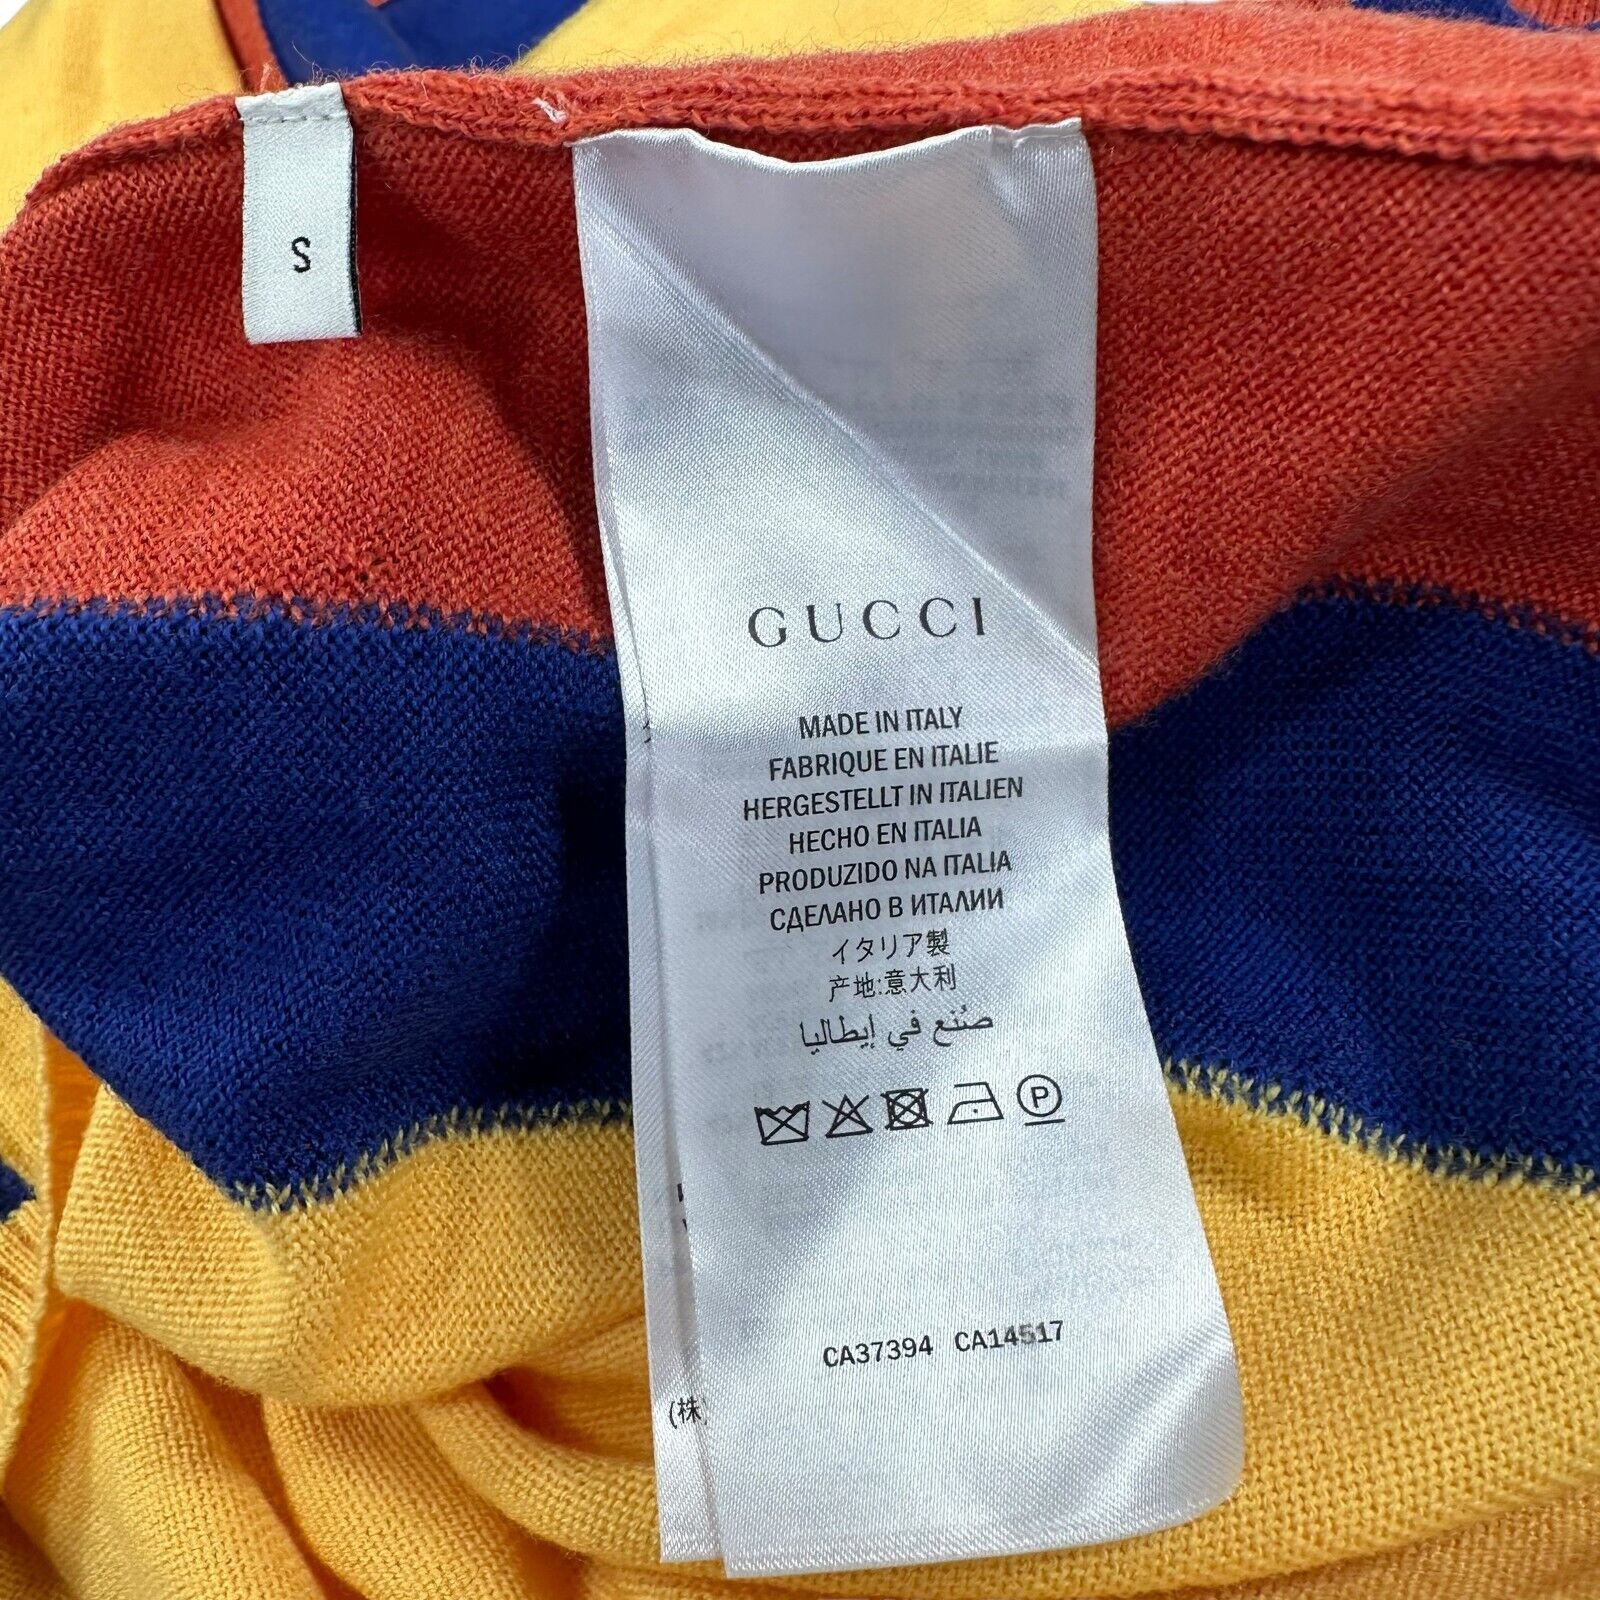 S
GUCCI
MADE IN ITALY
FABRIQUE EN ITALIE
HERGESTELLT IN ITALIEN
HECHO EN ITALIA
PRODUZIDO NA ITALIA
СДЕЛАНО В ИТАЛИИ
イタリア製
产地:意大利
صُنع في إيطاليا
P
CA37394 CA14517
(株)